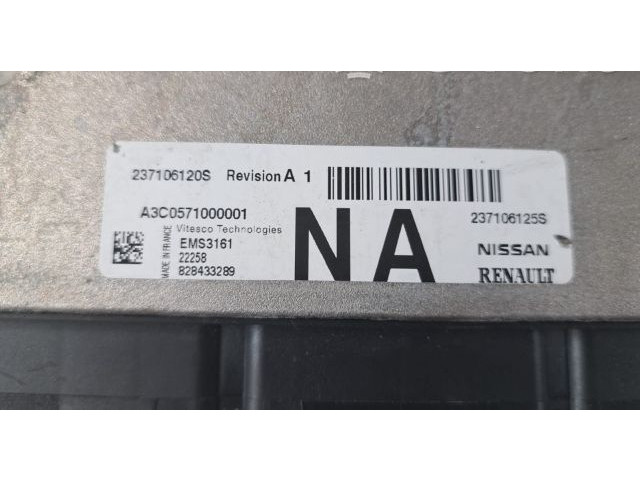 237106120S Revision A 1
A3C0571000001
MADE IN FRANCE
Vitesco Technologies
EMS3161
22258
828433289
NA
237106125S
NISSAN
RENAULT